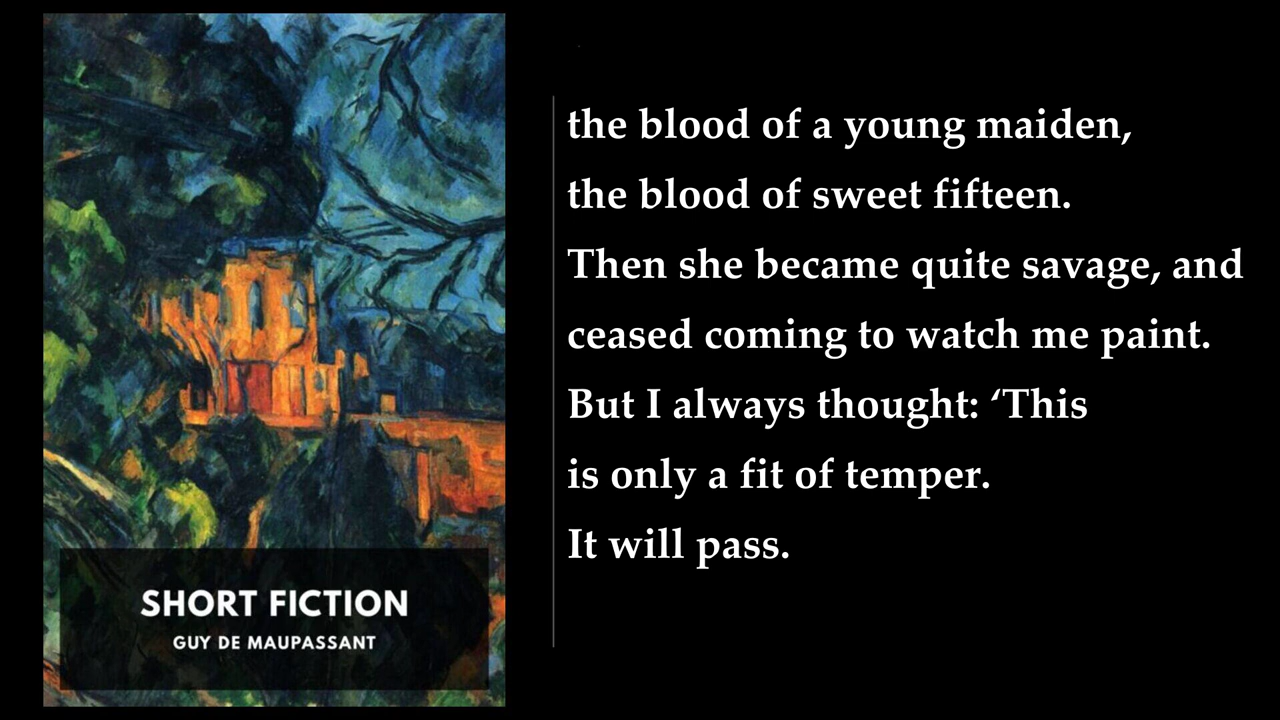 SHORT FICTION
GUY DE MAUPASSANT
the blood of a young maiden,
the blood of sweet fifteen.
Then she became quite savage, and
ceased coming to watch me paint.
But I always thought: ‘This
is only a fit of temper.
It will pass.